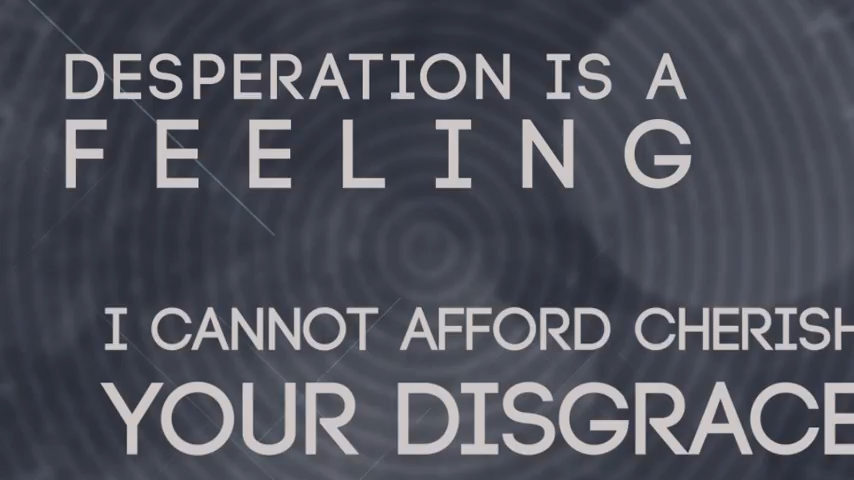 DESPERATION IS A
FEELING
I CANNOT AFFORD CHERISH
YOUR DISGRACE